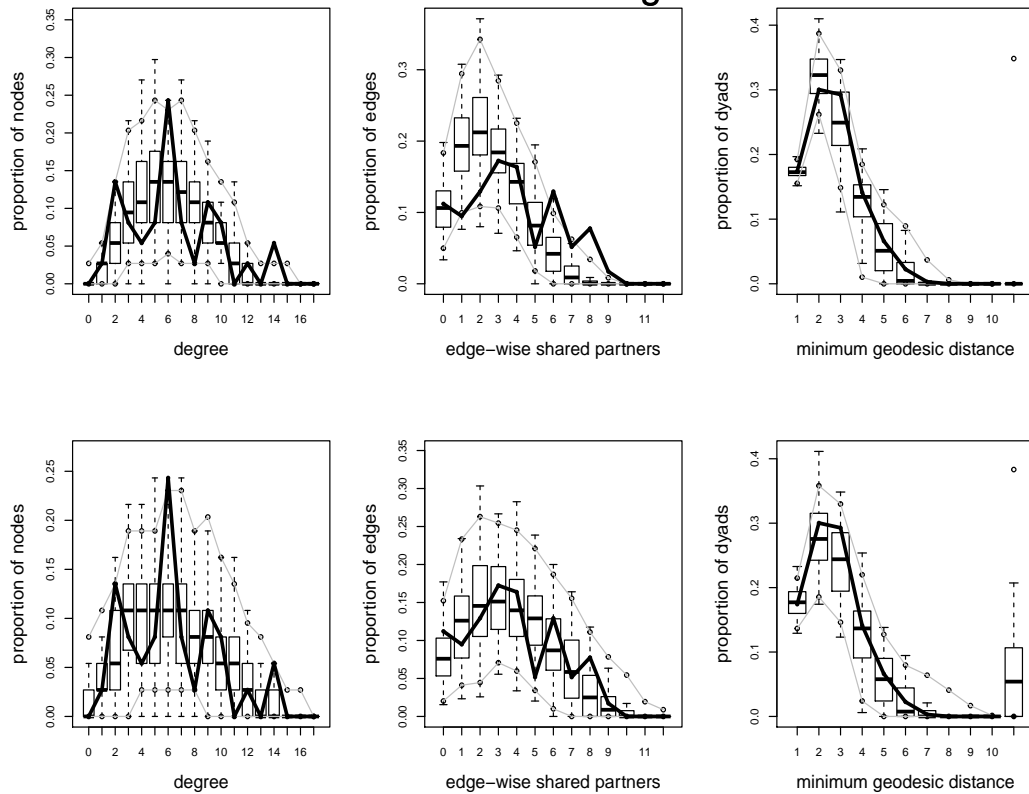 g
0.00 0.05 0.10 0.15 0.20 0.25 0.30 0.35
proportion of nodes
0 2 4 6 8 10 12 14 16
degree
0.0 0.1 0.2 0.3
proportion of edges
0 1 2 3 4 5 6 7 8 9 11
edge−wise shared partners
0.0 0.1 0.2 0.3 0.4
proportion of dyads
1 2 3 4 5 6 7 8 9 10
minimum geodesic distance
0.00 0.05 0.10 0.15 0.20 0.25
proportion of nodes
0 2 4 6 8 10 12 14 16
degree
0.00 0.05 0.10 0.15 0.20 0.25 0.30 0.35
proportion of edges
0 1 2 3 4 5 6 7 8 9 11
edge−wise shared partners
0.0 0.1 0.2 0.3 0.4
proportion of dyads
1 2 3 4 5 6 7 8 9 10
minimum geodesic distance